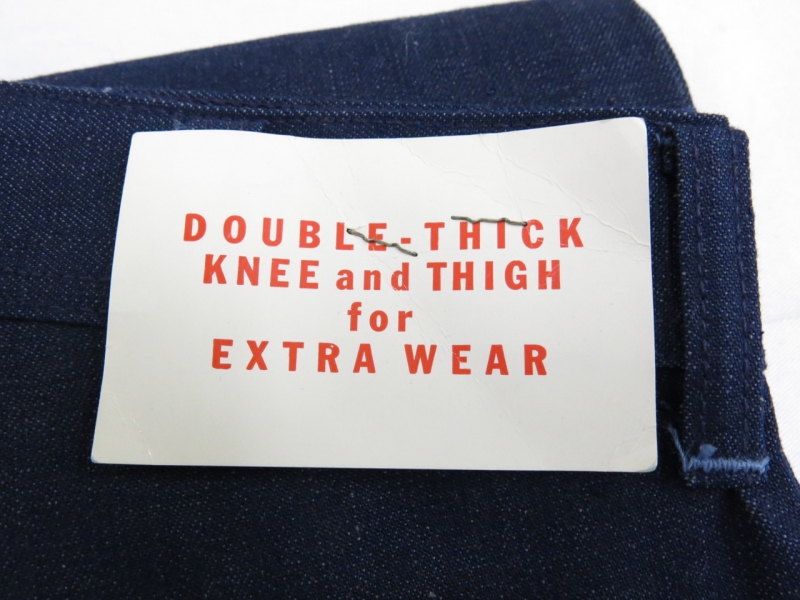 DOUBLE-THICK
KNEE and THIGH
for
EXTRA WEAR